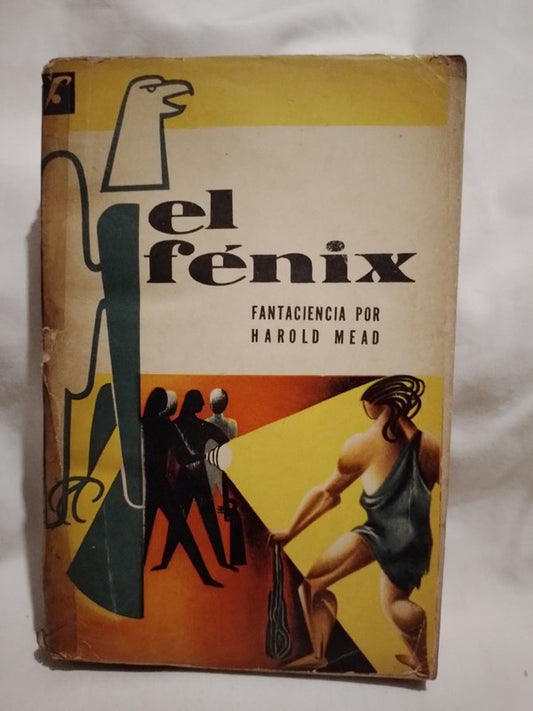 el
fénix
FANTACIENCIA POR
HAROLD MEAD